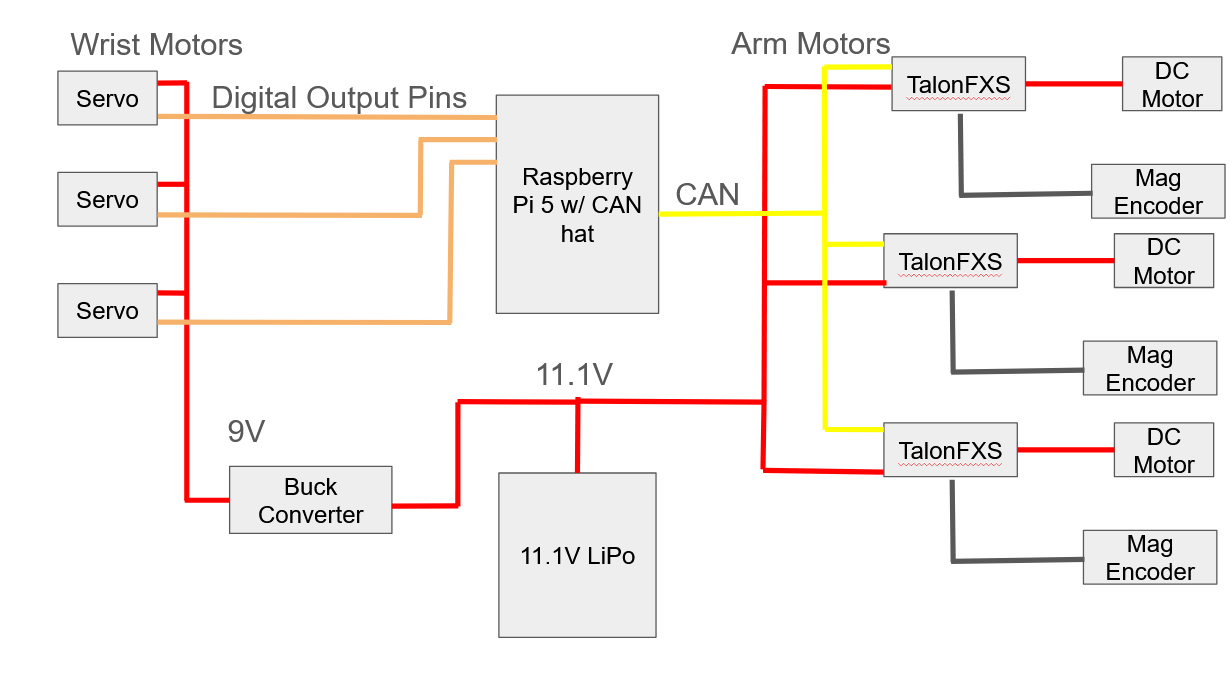 Wrist Motors
Servo
Digital Output Pins
Servo
Servo
Raspberry
Pi 5 w/ CAN
hat
CAN
Arm Motors
TalonFXS
DC
Motor
Mag
Encoder
TalonFXS
DC
Motor
Mag
Encoder
TalonFXS
DC
Motor
Mag
Encoder
11.1V
9V
Buck
Converter
11.1V LiPo